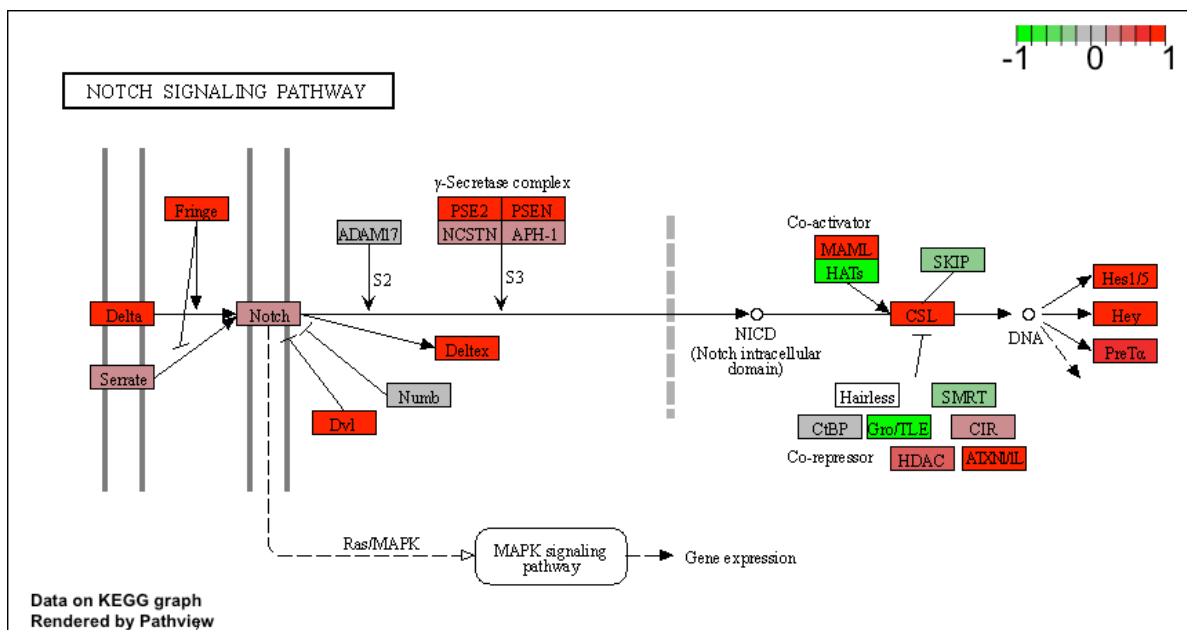 -1 0 1
NOTCH SIGNALING PATHWAY
γ-Secretase complex
Fringe
PSE2 PSEN
ADAM17
NCSTN APH-1
Co-activator
MAML
HATs
SKIP
S2
S3
Delta
Notch
CSL
Hes1/5
Hey
PreTα
NICD
(Notch intracellular
domain)
DNA
Deltex
Serrate
Numb
Dvl
Hairless
SMRT
CtBP
Gro/TLE
CIR
Co-repressor
HDAC
ATXN1L
Ras/MAPK
MAPK signaling
pathway
Gene expression
Data on KEGG graph
Rendered by Pathview